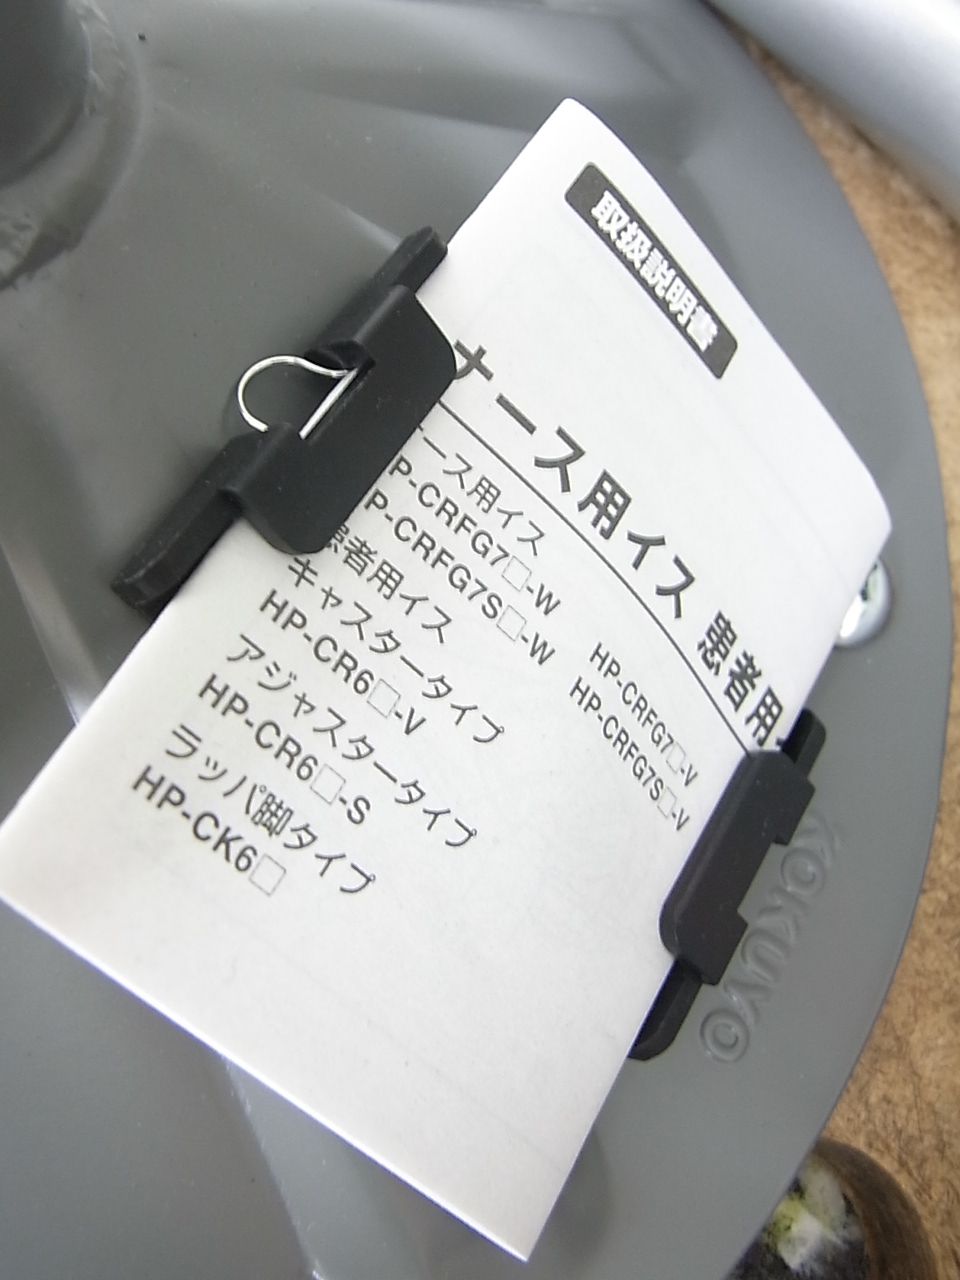 取扱説明書
ナース用イス 患者用
ース用イス
P-CRFG7□-W HP-CRFG7□-V
P-CRFG7S□-W HP-CRFG7S□-V
患者用イス
キャスタータイプ
HP-CR6□-V
アジャスタータイプ
HP-CR6□-S
ラッパ脚タイプ
HP-CK6□
KOKUYO